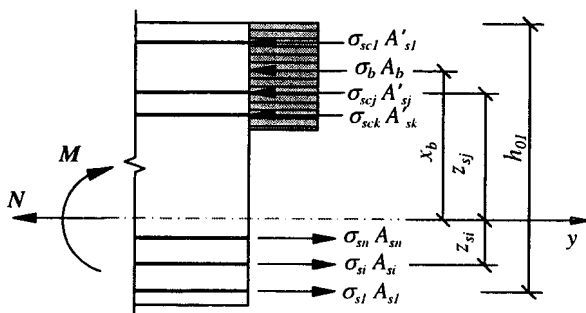 σsc1 A's1
σb Ab
σscj A'sj
σsck A'sk
M
xb
zsj
h01
N
zsi
y
σsn Asn
σsi Asi
σs1 As1